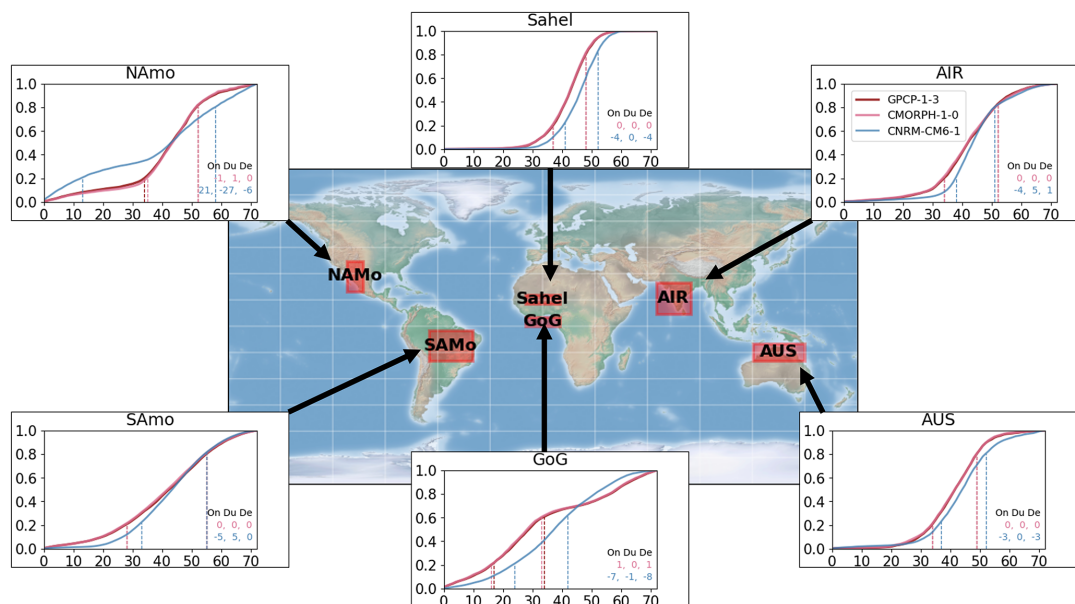 Sahel
1.0
0.8
0.6
0.4
0.2
0.0
On Du De
0, 0, 0
-4, 0, -4
0 10 20 30 40 50 60 70
NAmo
1.0
0.8
0.6
0.4
0.2
0.0
On Du De
1, 1, 0
21, -27, -6
0 10 20 30 40 50 60 70
AIR
1.0
0.8
0.6
0.4
0.2
0.0
GPCP-1-3
CMORPH-1-0
CNRM-CM6-1
On Du De
0, 0, 0
-4, 5, 1
0 10 20 30 40 50 60 70
NAMo
Sahel
AIR
GoG
SAMo
AUS
SAmo
1.0
0.8
0.6
0.4
0.2
0.0
On Du De
0, 0, 0
-5, 5, 0
0 10 20 30 40 50 60 70
GoG
1.0
0.8
0.6
0.4
0.2
0.0
On Du De
1, 0, 1
-7, -1, -8
0 10 20 30 40 50 60 70
AUS
1.0
0.8
0.6
0.4
0.2
0.0
On Du De
0, 0, 0
-3, 0, -3
0 10 20 30 40 50 60 70